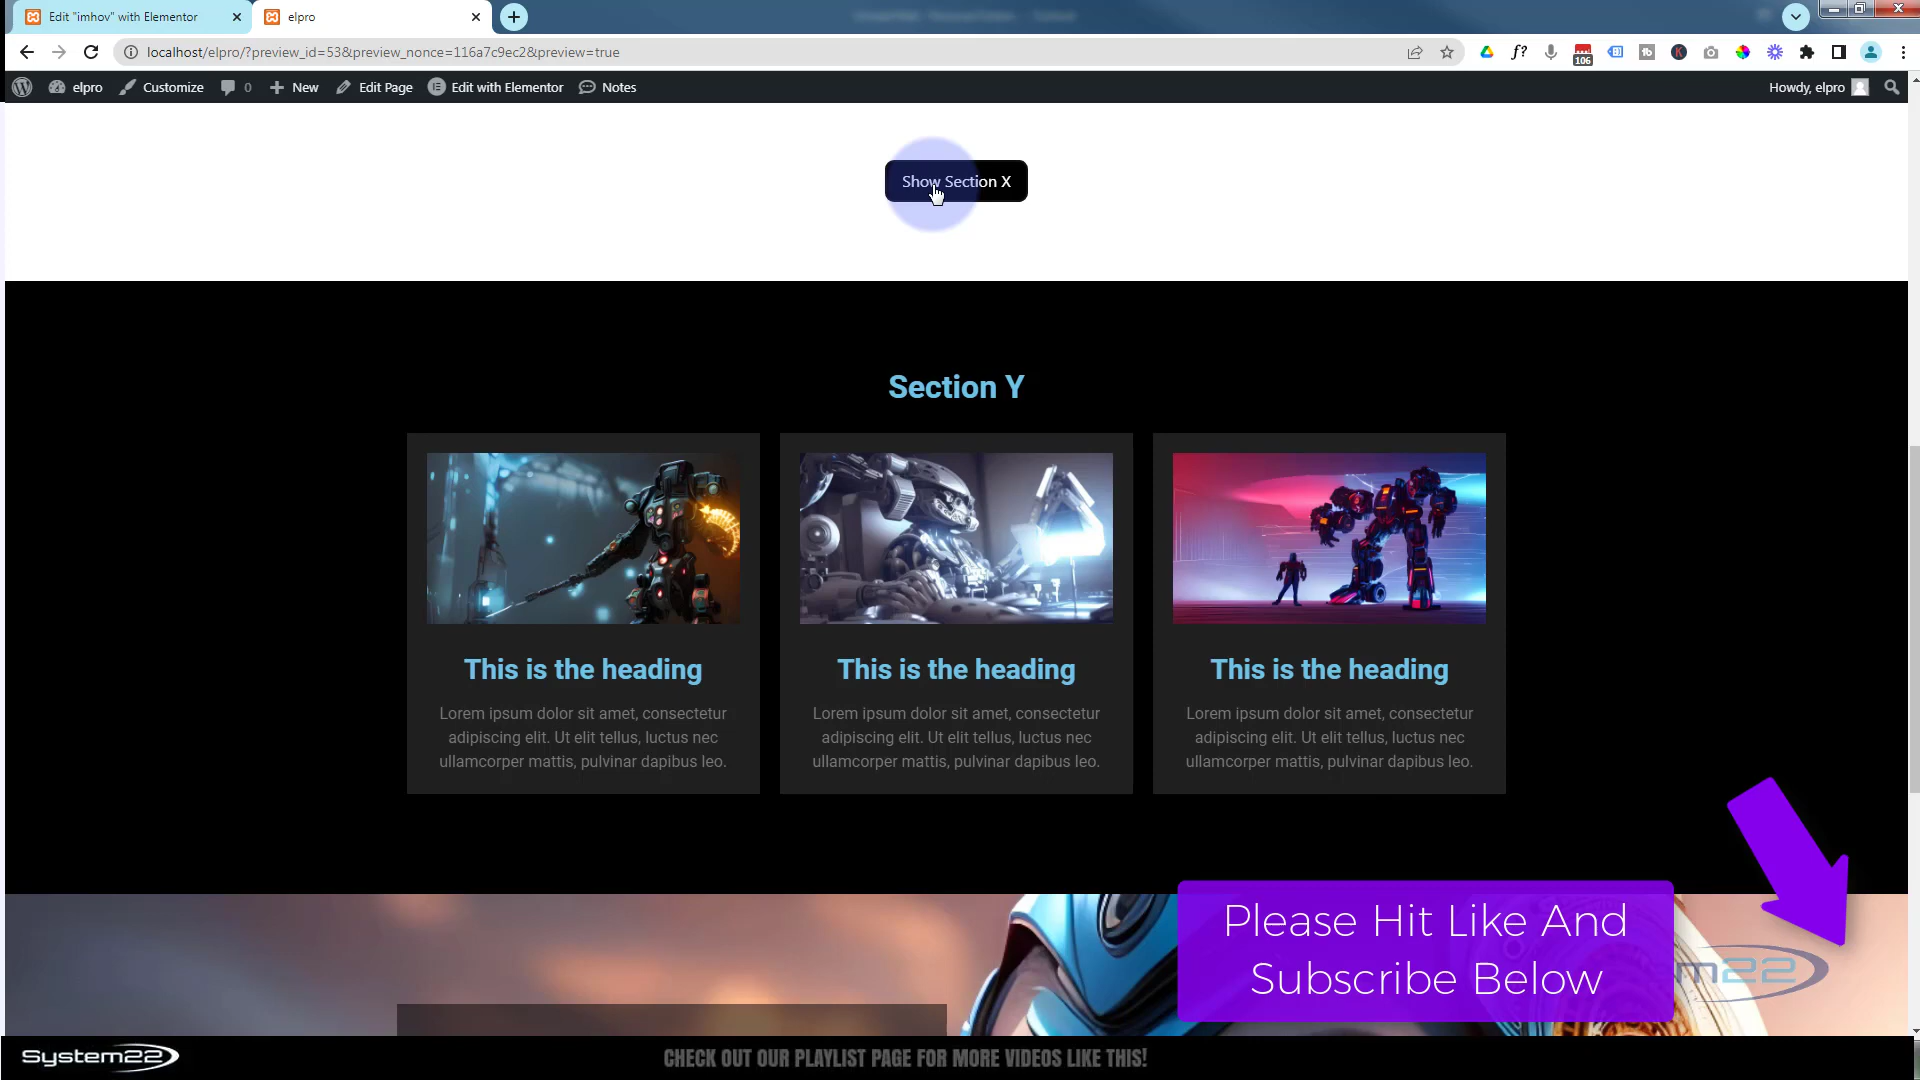 Edit "imhov" with Elementor
elpro
localhost/elpro/?preview_id=53&preview_nonce=116a7c9ec2&preview=true
f?
106
elpro
Customize
0
New
Edit Page
Edit with Elementor
Notes
Howdy, elpro
Show Section X
Section Y
This is the heading
Lorem ipsum dolor sit amet, consectetur
adipiscing elit. Ut elit tellus, luctus nec
ullamcorper mattis, pulvinar dapibus leo.
This is the heading
Lorem ipsum dolor sit amet, consectetur
adipiscing elit. Ut elit tellus, luctus nec
ullamcorper mattis, pulvinar dapibus leo.
This is the heading
Lorem ipsum dolor sit amet, consectetur
adipiscing elit. Ut elit tellus, luctus nec
ullamcorper mattis, pulvinar dapibus leo.
Please Hit Like And
Subscribe Below
m22
System22
CHECK OUT OUR PLAYLIST PAGE FOR MORE VIDEOS LIKE THIS!